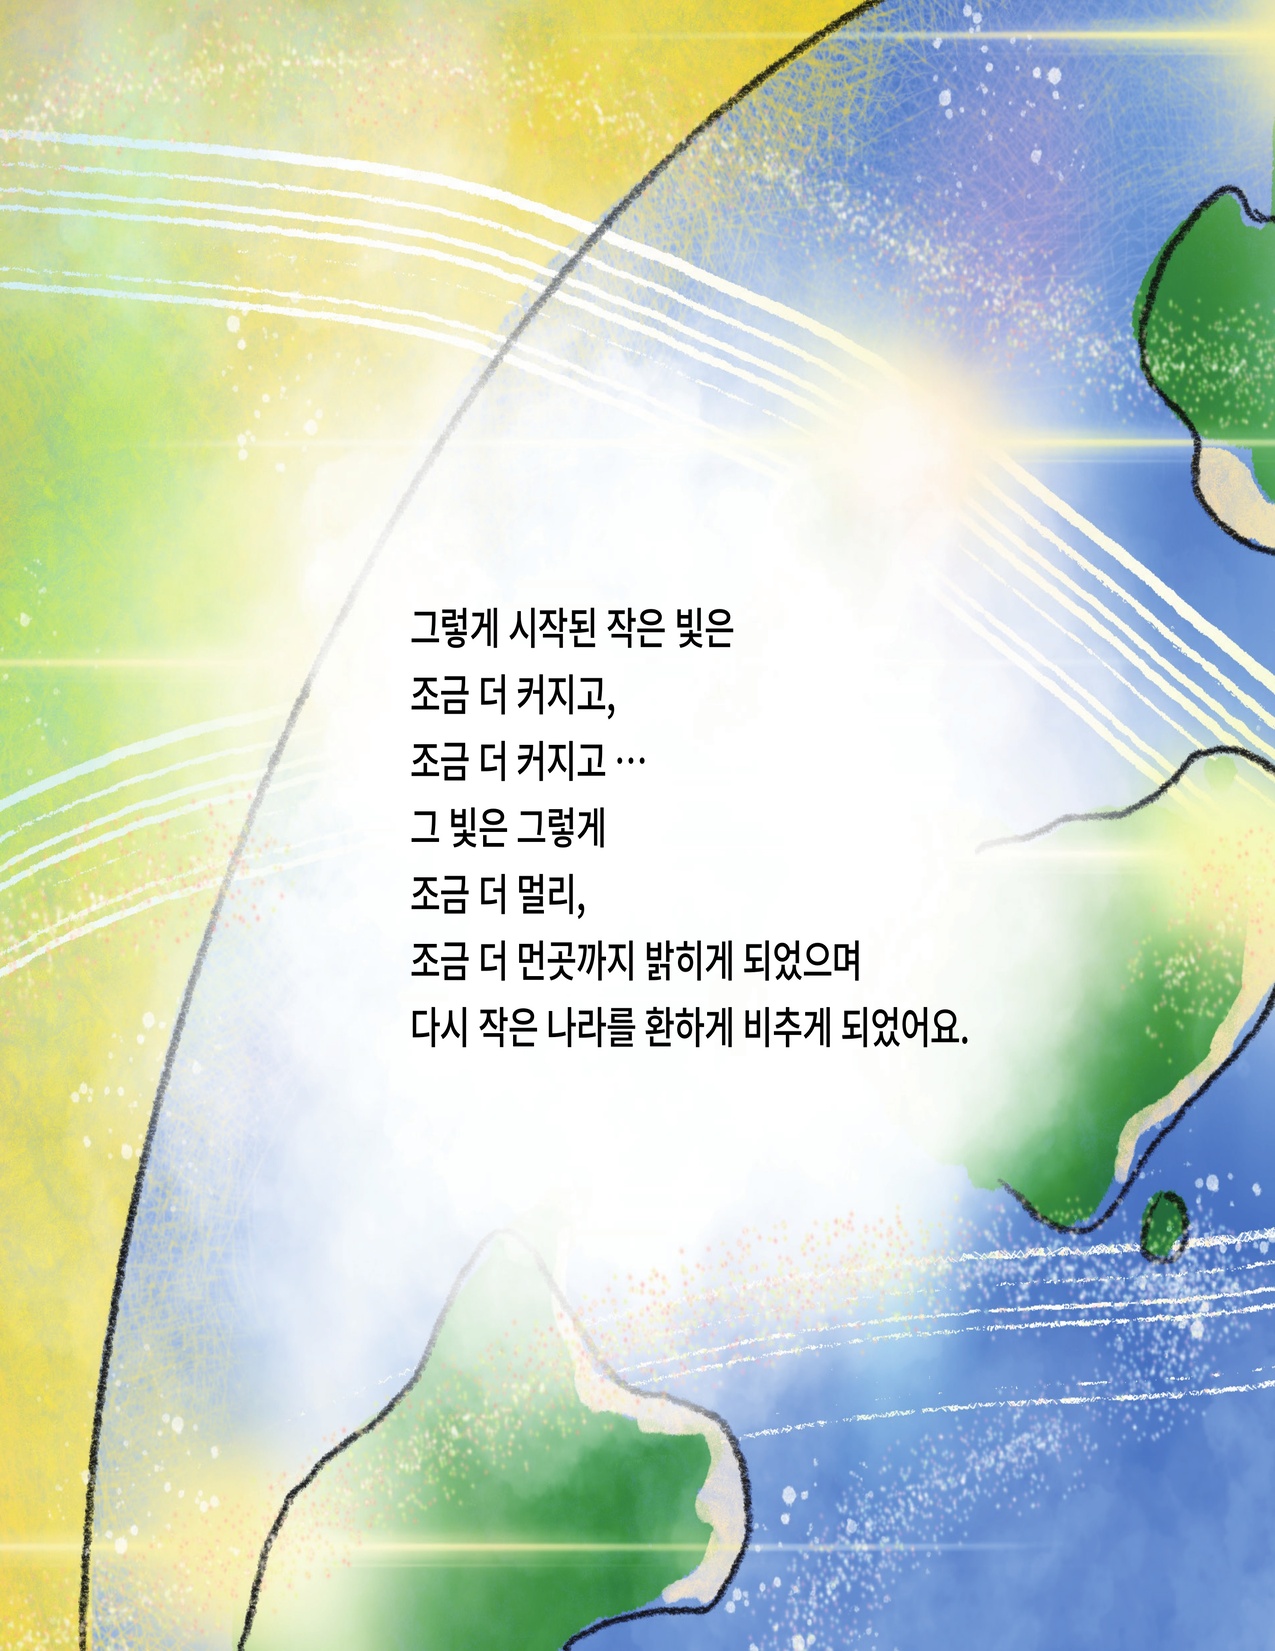 그렇게 시작된 작은 빛은
조금 더 커지고,
조금 더 커지고 …
그 빛은 그렇게
조금 더 멀리,
조금 더 먼곳까지 밝히게 되었으며
다시 작은 나라를 환하게 비추게 되었어요.